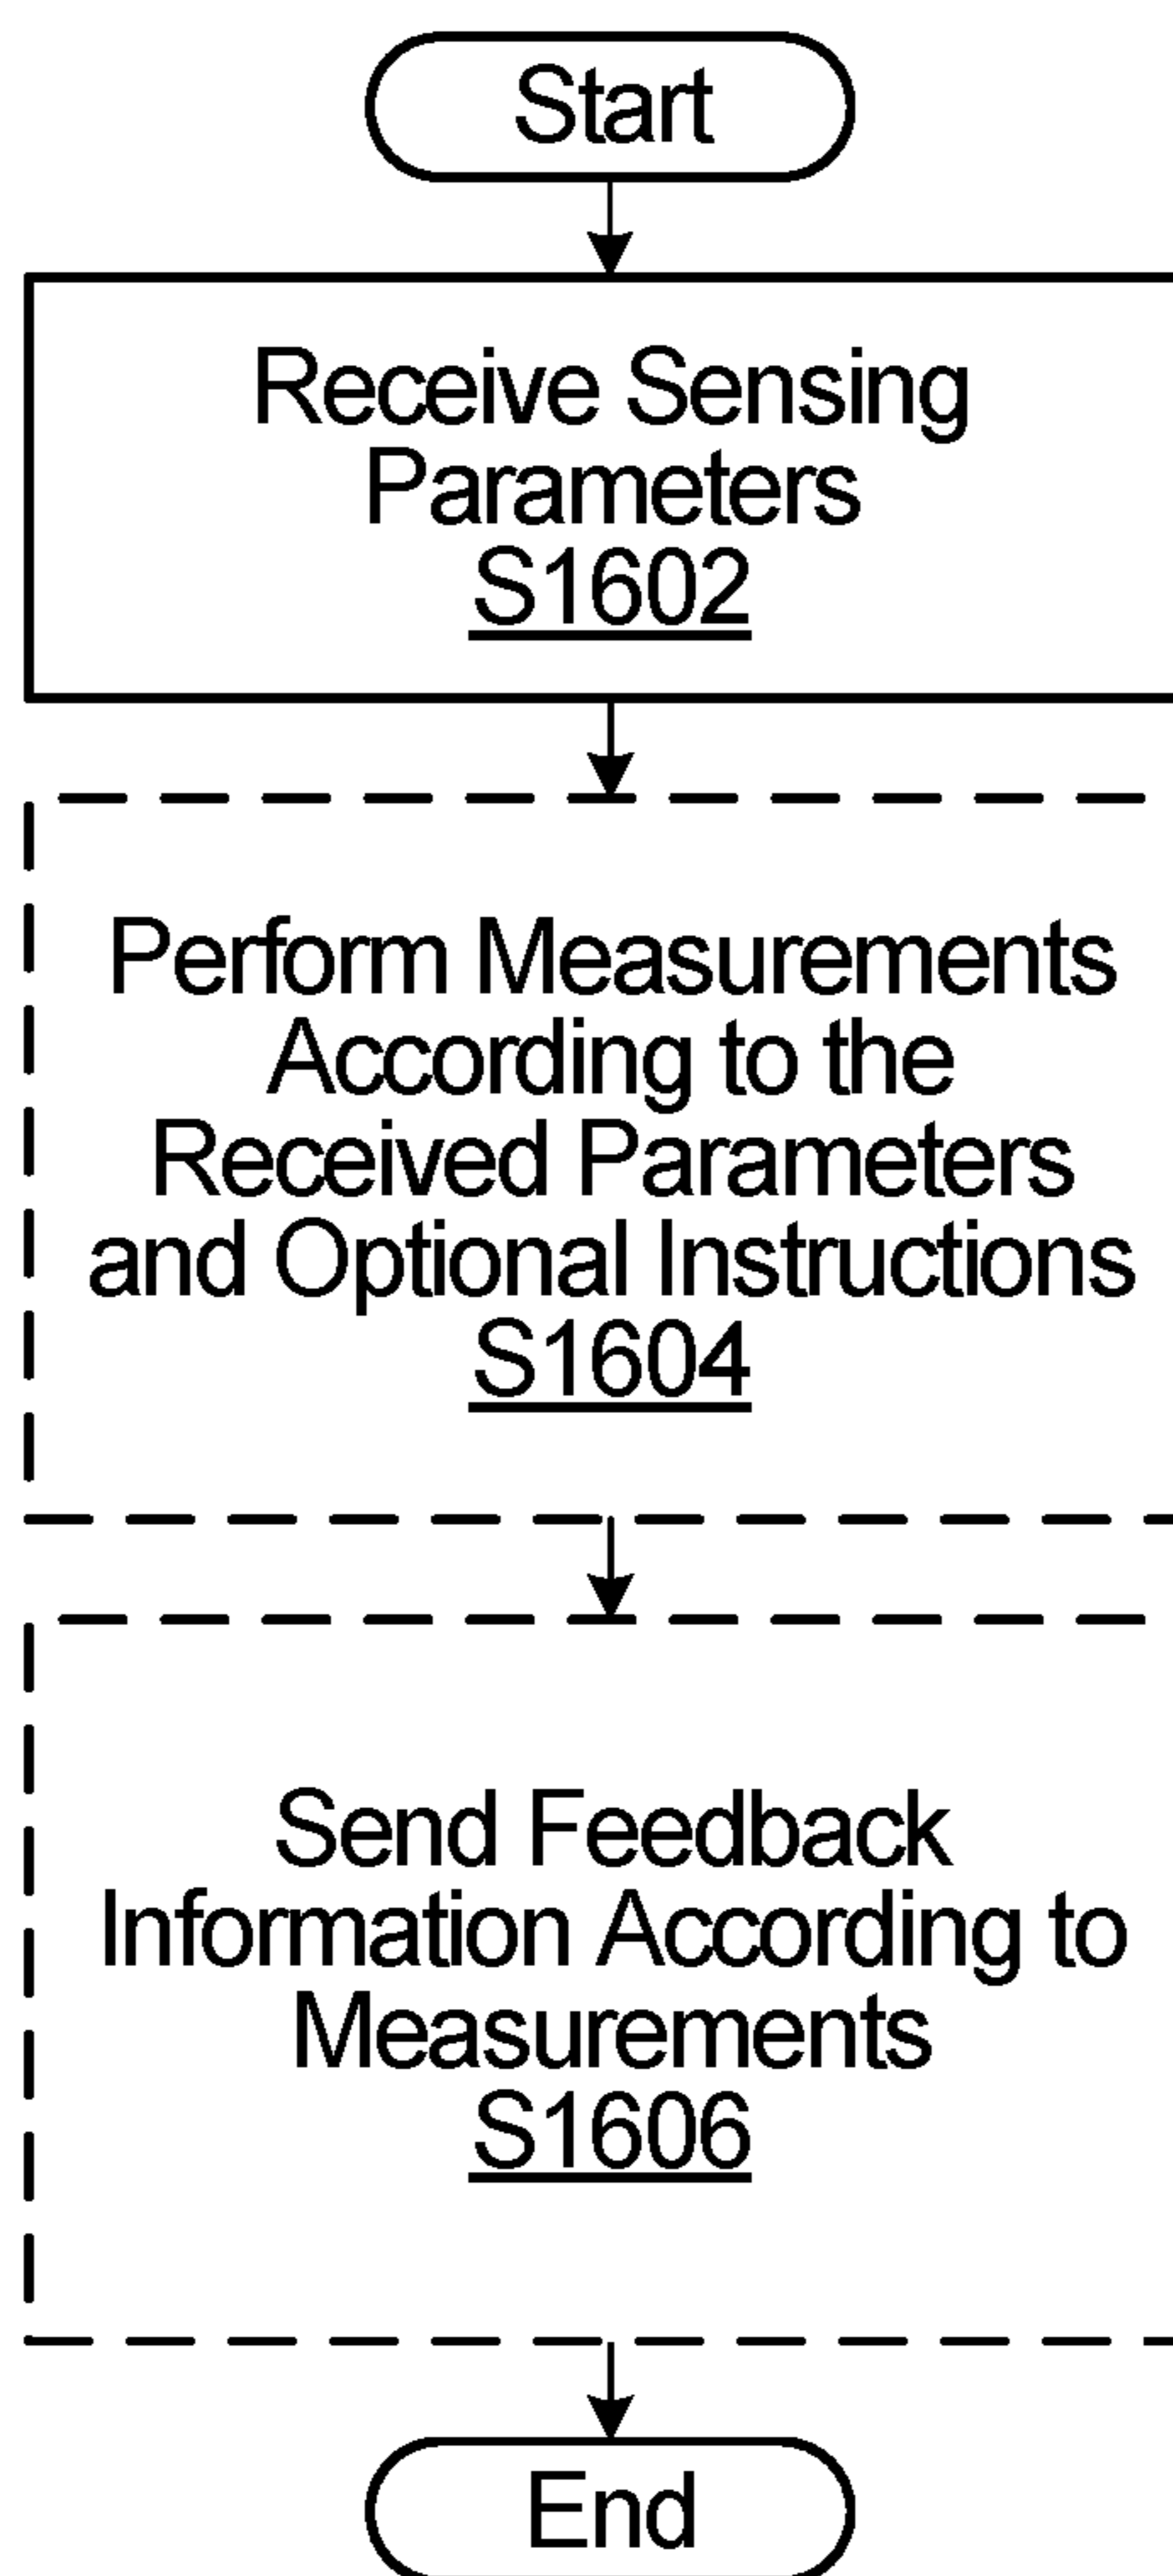 Start
Receive Sensing
Parameters
S1602
Perform Measurements
According to the
Received Parameters
and Optional Instructions
S1604
Send Feedback
Information According to
Measurements
S1606
End